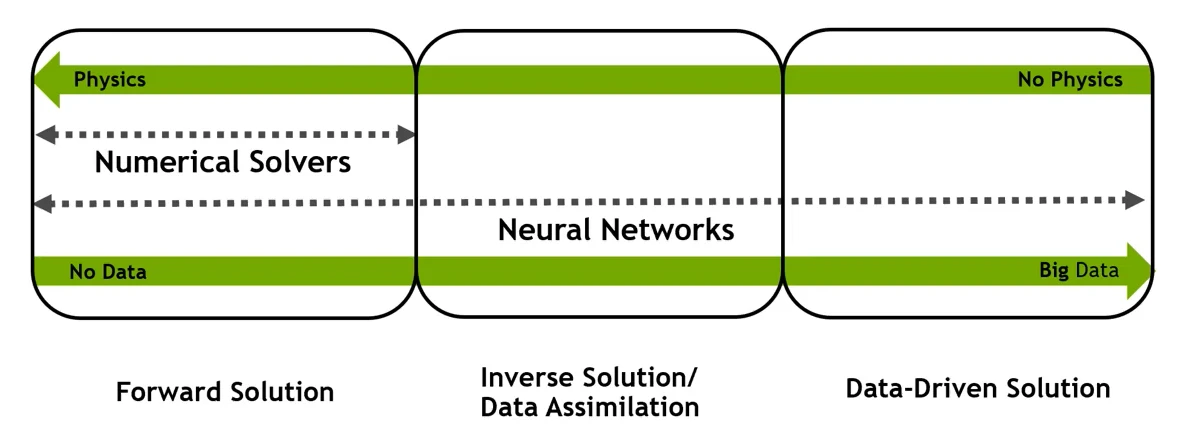 Physics
No Physics
Numerical Solvers
Neural Networks
No Data
Big Data
Forward Solution
Inverse Solution/
Data Assimilation
Data-Driven Solution